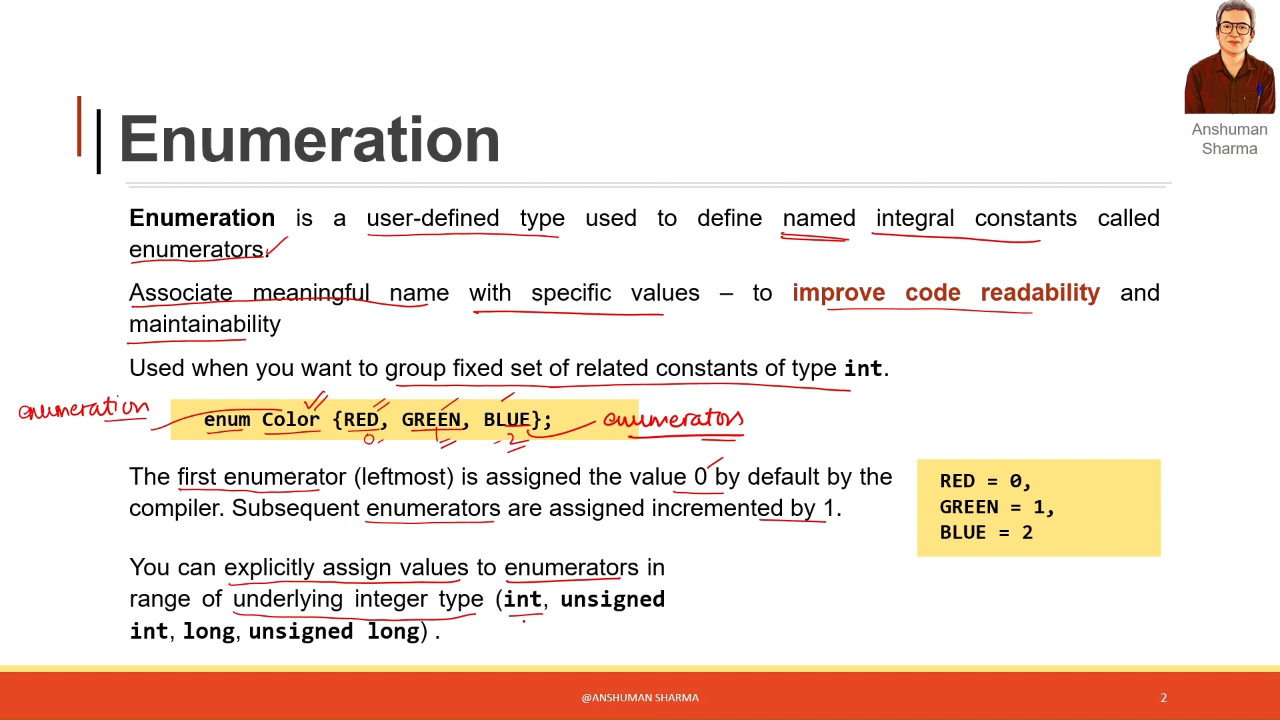 Anshuman
Sharma
Enumeration
Enumeration is a user-defined type used to define named integral constants called
enumerators.
Associate meaningful name with specific values – to improve code readability and
maintainability
Used when you want to group fixed set of related constants of type int.
enumeration
enum Color {RED, GREEN, BLUE};
enumerators
0 1 2
The first enumerator (leftmost) is assigned the value 0 by default by the
compiler. Subsequent enumerators are assigned incremented by 1.
RED = 0,
GREEN = 1,
BLUE = 2
You can explicitly assign values to enumerators in
range of underlying integer type (int, unsigned
int, long, unsigned long) .
@ANSHUMAN SHARMA
2